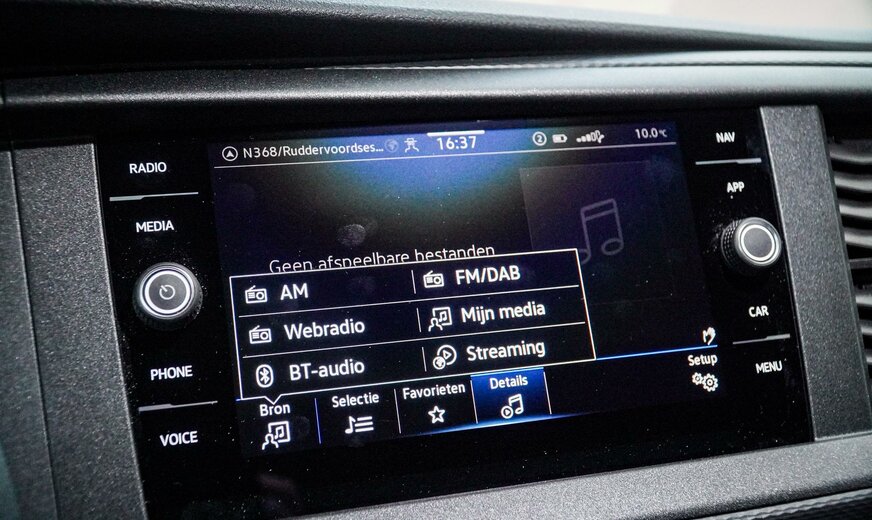 RADIO
MEDIA
PHONE
VOICE
N368/Ruddervoordses...
16:37
2
10.0°C
Geen afspeelbare bestanden
AM
FM/DAB
Webradio
Mijn media
BT-audio
Streaming
Bron
Selectie
Favorieten
Details
Setup
NAV
APP
CAR
MENU